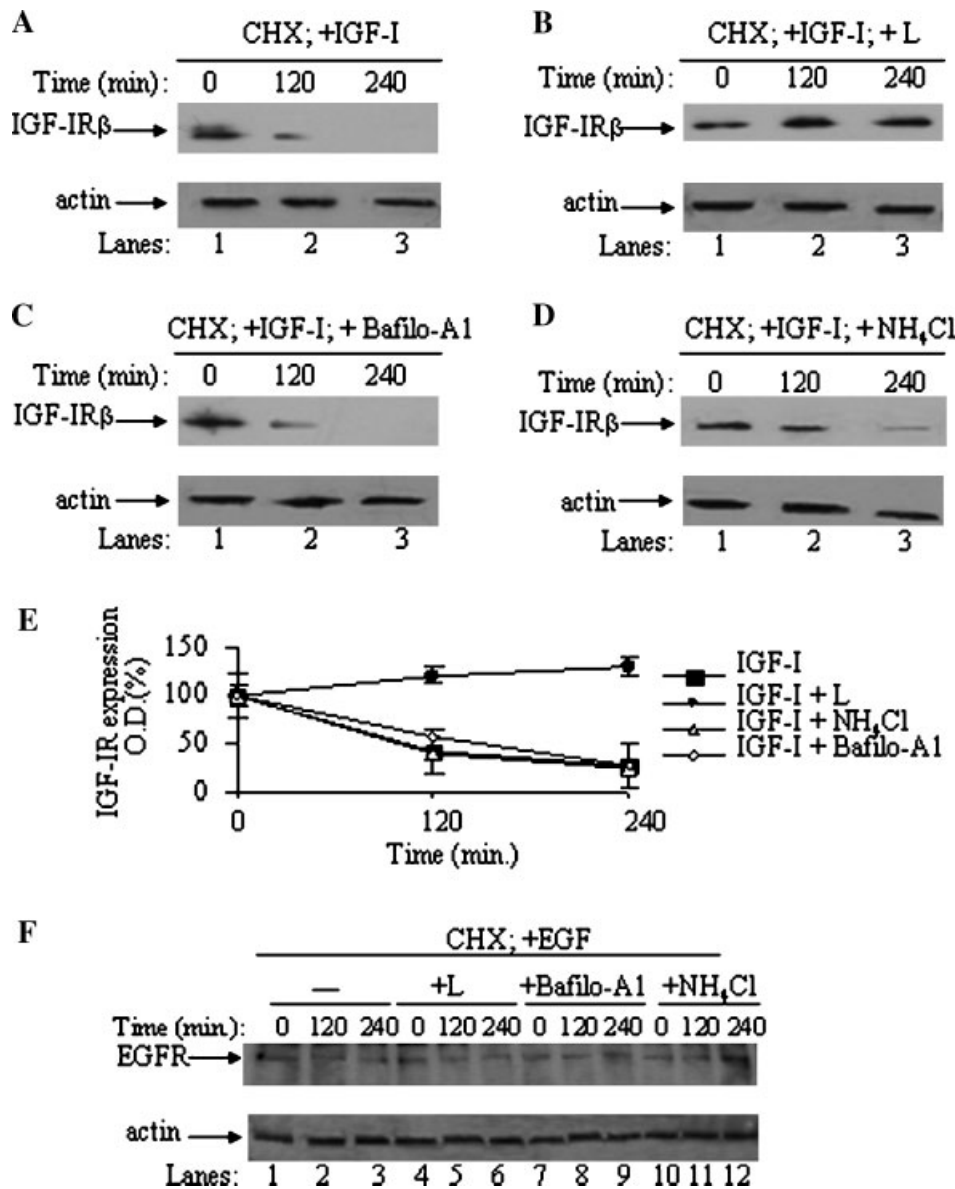 A
CHX; +IGF-I
Time (min): 0 120 240
IGF-IRβ
actin
Lanes: 1 2 3
B
CHX; +IGF-I; + L
Time (min): 0 120 240
IGF-IRβ
actin
Lanes: 1 2 3
C
CHX; +IGF-I; + Bafilo-A1
Time (min): 0 120 240
IGF-IRβ
actin
Lanes: 1 2 3
D
CHX; +IGF-I; + NH₄Cl
Time (min): 0 120 240
IGF-IRβ
actin
Lanes: 1 2 3
E
IGF-IR expression
O.D.(%)
150
100
50
0
0 120 240
Time (min.)
IGF-I
IGF-I + L
IGF-I + NH₄Cl
IGF-I + Bafilo-A1
F
CHX; +EGF
— +L +Bafilo-A1 +NH₄Cl
Time (min.): 0 120 240 0 120 240 0 120 240 0 120 240
EGFR
actin
Lanes: 1 2 3 4 5 6 7 8 9 10 11 12